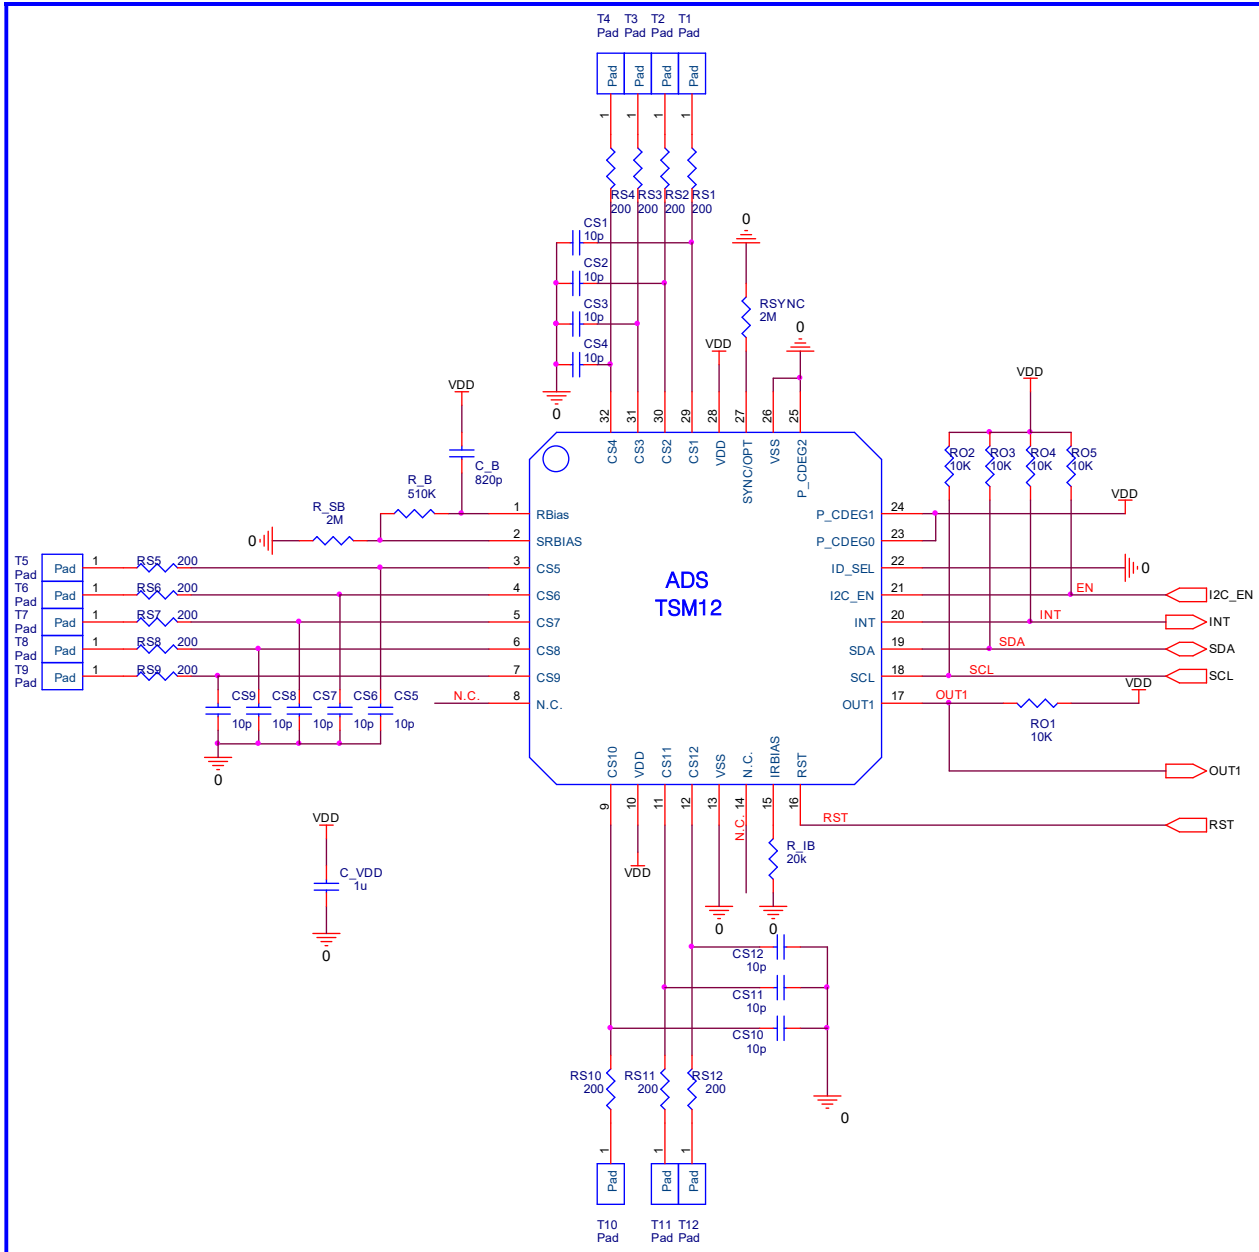 T4 T3 T2 T1
Pad Pad Pad Pad
Pad Pad Pad Pad
1 1 1 1
RS4 RS3 RS2 RS1
200 200 200 200
CS1
10p
CS2
10p
CS3
10p
CS4
10p
0
0
RSYNC
2M
0
VDD
VDD
VDD
32 31 30 29 28 27 26 25
CS4 CS3 CS2 CS1 VDD SYNC/OPT VSS P_CDEG2
C_B
820p
R_B
510K
R_SB
2M
0
RO2 RO3 RO4 RO5
10K 10K 10K 10K
1 RBias
2 SRBIAS
3 CS5
4 CS6
5 CS7
6 CS8
7 CS9
8 N.C.
N.C.
P_CDEG1 24
VDD
P_CDEG0 23
ID_SEL 22
0
I2C_EN 21
EN
I2C_EN
INT 20
INT
INT
SDA 19
SDA
SDA
SCL 18
SCL
SCL
OUT1 17
OUT1
VDD
RO1
10K
OUT1
ADS
TSM12
T5
Pad
Pad 1 RS5 200
T6
Pad
Pad 1 RS6 200
T7
Pad
Pad 1 RS7 200
T8
Pad
Pad 1 RS8 200
T9
Pad
Pad 1 RS9 200
CS9 CS8 CS7 CS6 CS5
10p 10p 10p 10p 10p
0
CS10 VDD CS11 CS12 VSS N.C. IRBIAS RST
9 10 11 12 13 14 15 16
N.C.
RST
RST
VDD
R_IB
20k
0
0
VDD
C_VDD
1u
0
CS12
10p
CS11
10p
CS10
10p
0
RS10 RS11 RS12
200 200 200
1 1 1
Pad Pad Pad
T10 T11 T12
Pad Pad Pad